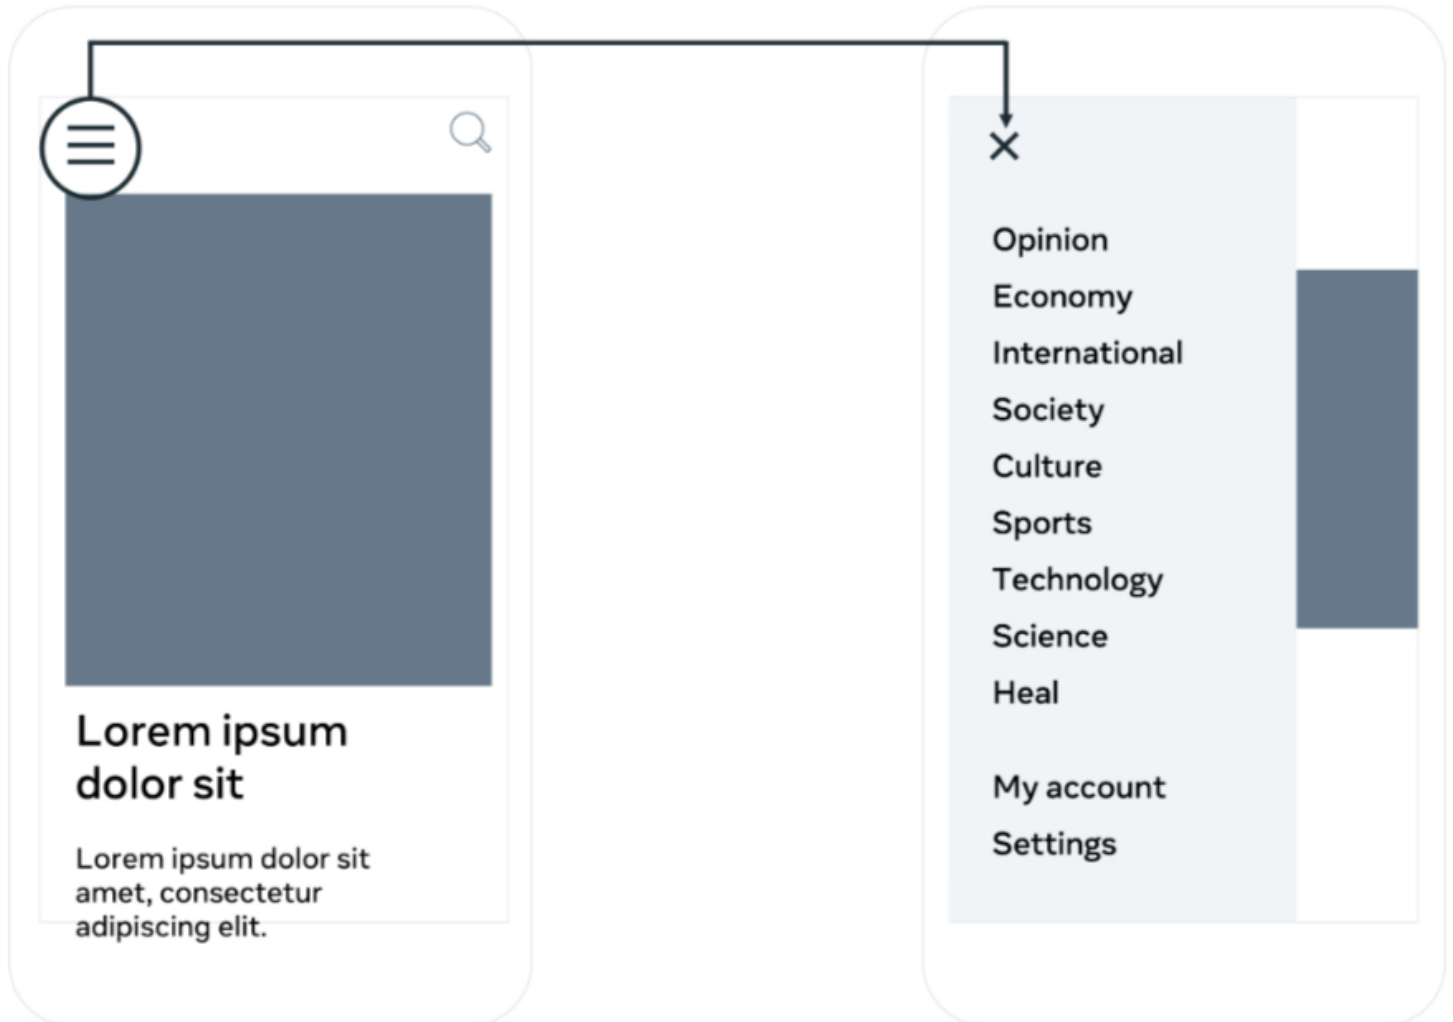 Lorem ipsum
dolor sit
Lorem ipsum dolor sit
amet, consectetur
adipiscing elit.
Opinion
Economy
International
Society
Culture
Sports
Technology
Science
Heal
My account
Settings